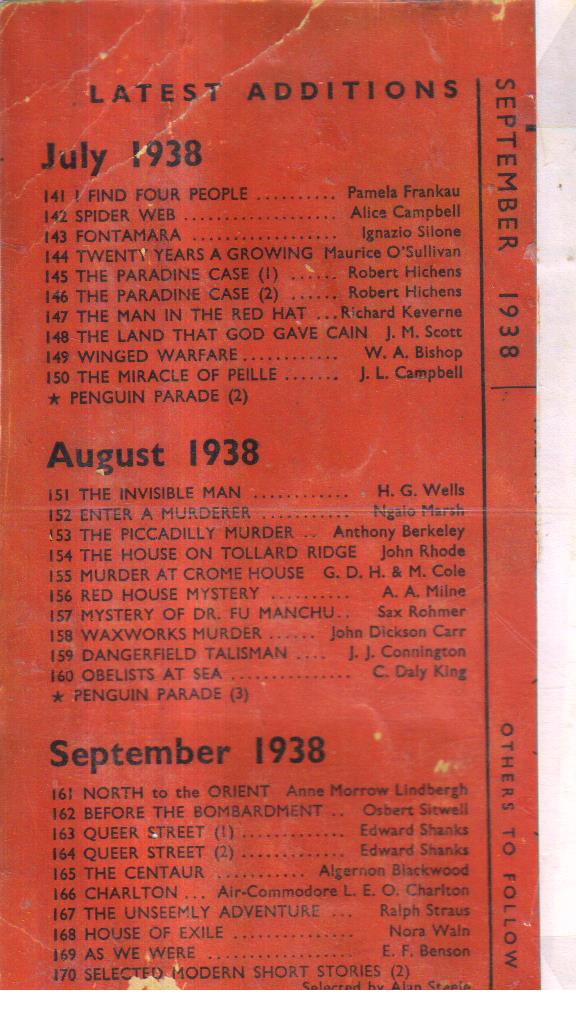 LATEST ADDITIONS
July 1938
141 I FIND FOUR PEOPLE .......... Pamela Frankau
142 SPIDER WEB .................... Alice Campbell
143 FONTAMARA ................... Ignazio Silone
144 TWENTY YEARS A GROWING Maurice O'Sullivan
145 THE PARADINE CASE (1) ...... Robert Hichens
146 THE PARADINE CASE (2) ...... Robert Hichens
147 THE MAN IN THE RED HAT ...Richard Keverne
148 THE LAND THAT GOD GAVE CAIN J. M. Scott
149 WINGED WARFARE............ W. A. Bishop
150 THE MIRACLE OF PEILLE ....... J. L. Campbell
★ PENGUIN PARADE (2)
August 1938
151 THE INVISIBLE MAN ............ H. G. Wells
152 ENTER A MURDERER ........... Ngaio Marsh
153 THE PICCADILLY MURDER .. Anthony Berkeley
154 THE HOUSE ON TOLLARD RIDGE John Rhode
155 MURDER AT CROME HOUSE G. D. H. & M. Cole
156 RED HOUSE MYSTERY .......... A. A. Milne
157 MYSTERY OF DR. FU MANCHU.. Sax Rohmer
158 WAXWORKS MURDER ...... John Dickson Carr
159 DANGERFIELD TALISMAN .... J. J. Connington
160 OBELISTS AT SEA ............... C. Daly King
★ PENGUIN PARADE (3)
September 1938
161 NORTH to the ORIENT Anne Morrow Lindbergh
162 BEFORE THE BOMBARDMENT .. Osbert Sitwell
163 QUEER STREET (1) ............. Edward Shanks
164 QUEER STREET (2) ............. Edward Shanks
165 THE CENTAUR ........... Algernon Blackwood
166 CHARLTON ... Air-Commodore L. E. O. Charlton
167 THE UNSEEMLY ADVENTURE ... Ralph Straus
168 HOUSE OF EXILE ............... Nora Waln
169 AS WE WERE .................. E. F. Benson
170 SELECTED MODERN SHORT STORIES (2)
Selected by Alan Steele
SEPTEMBER 1938
OTHERS TO FOLLOW